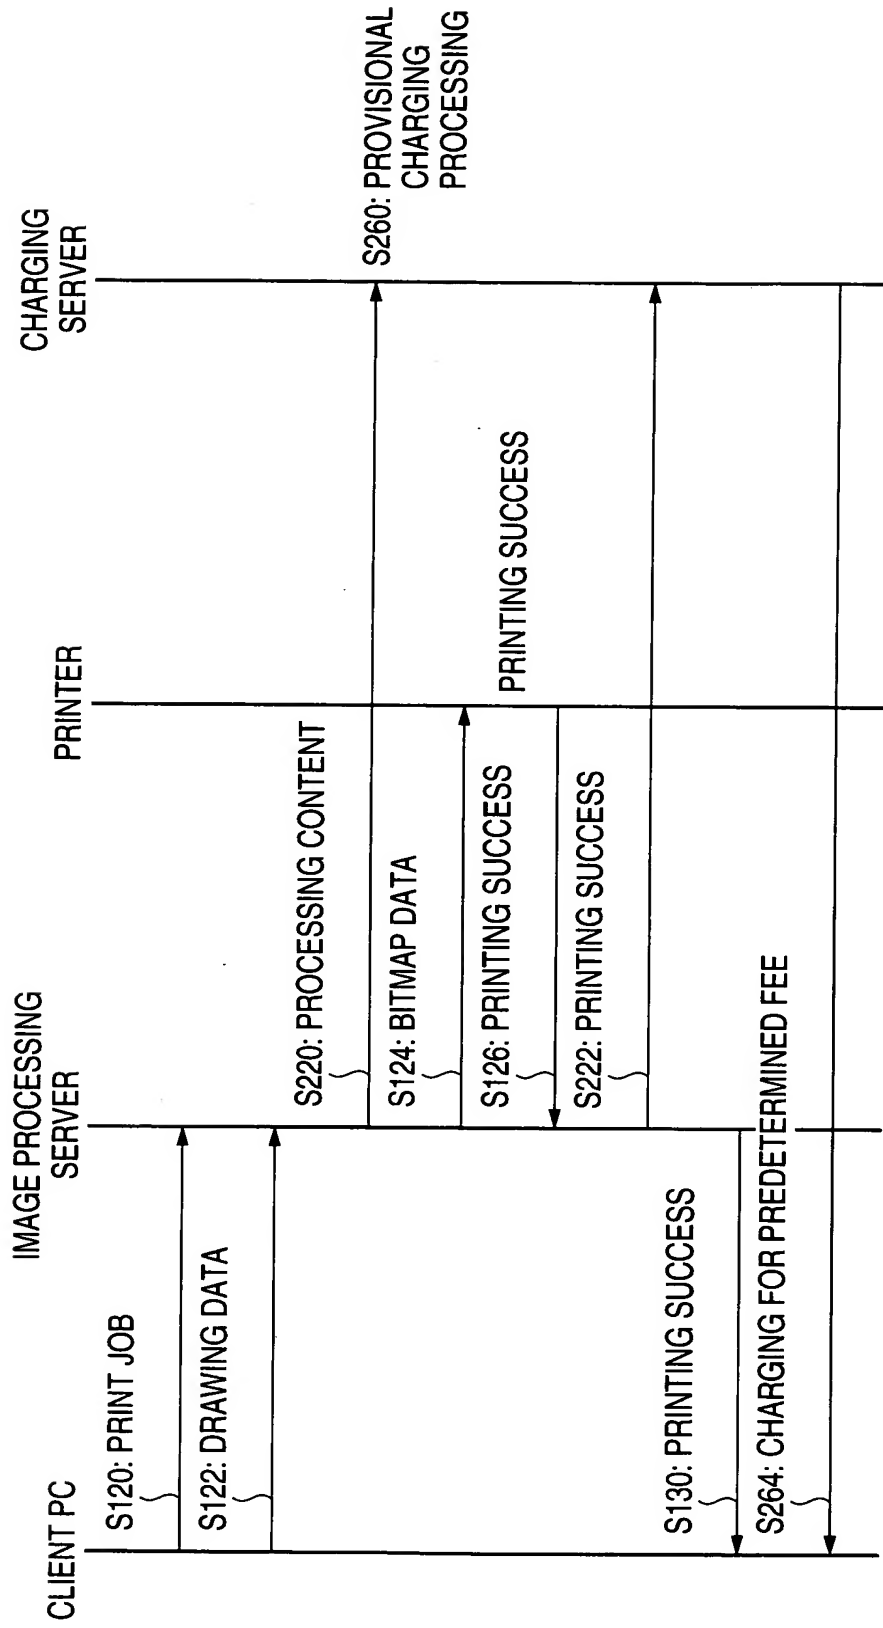 CLIENT PC
IMAGE PROCESSING
SERVER
PRINTER
CHARGING
SERVER
S120: PRINT JOB
S122: DRAWING DATA
S220: PROCESSING CONTENT
S260: PROVISIONAL
CHARGING
PROCESSING
S124: BITMAP DATA
S126: PRINTING SUCCESS
PRINTING SUCCESS
S222: PRINTING SUCCESS
S130: PRINTING SUCCESS
S264: CHARGING FOR PREDETERMINED FEE